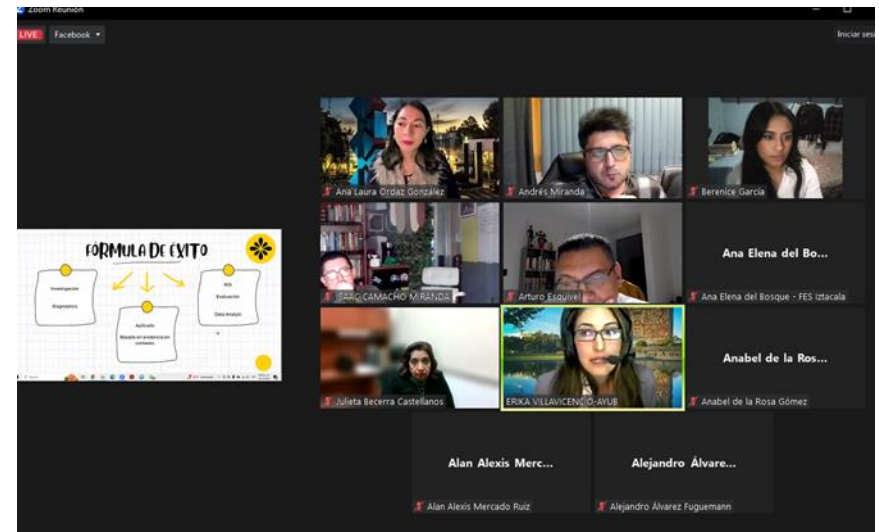 Zoom Reunión
LIVE
Facebook
Iniciar ses
FÓRMULA DE ÉXITO
Investigación
Diagnóstico
Aplicado
Basado en evidencia en
contexto
ROI
Evaluación
Data Analysis
Ana Laura Ordaz González
Andrés Miranda
Berenice García
ISAAC CAMACHO MIRANDA
Arturo Esquivel
Ana Elena del Bo...
Ana Elena del Bosque - FES Iztacala
Julieta Becerra Castellanos
ERIKA VILLAVICENCIO-AYUB
Anabel de la Ros...
Anabel de la Rosa Gómez
Alan Alexis Merc...
Alan Alexis Mercado Ruiz
Alejandro Álvare...
Alejandro Álvarez Fuguemann